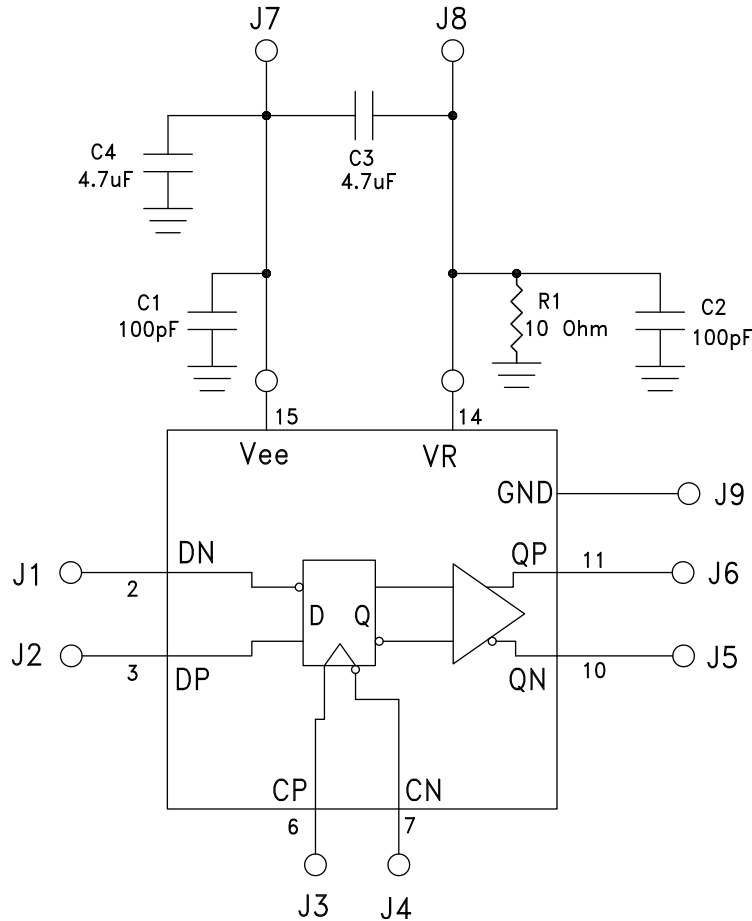 J7 J8
C4
4.7uF
C3
4.7uF
C1
100pF
R1
10 Ohm
C2
100pF
15 14
Vee VR
GND J9
J1 2 DN QP 11 J6
D Q
J2 3 DP QN 10 J5
CP CN
6 7
J3 J4